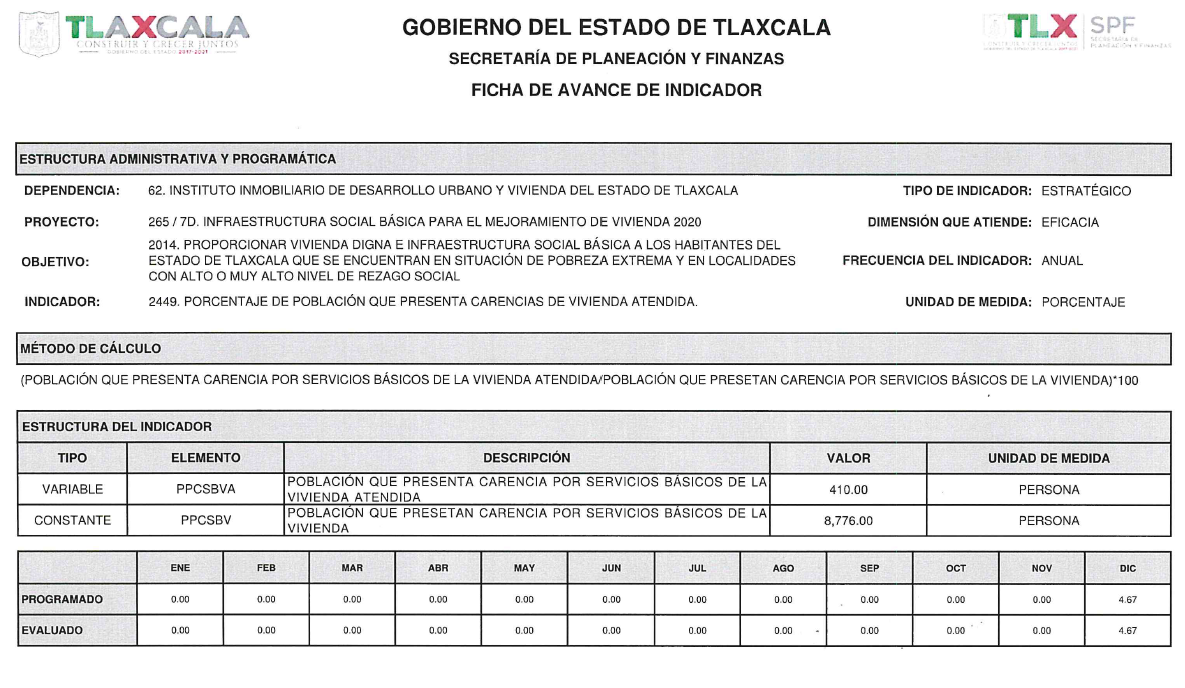 TLAXCALA
CONSTRUIR Y CRECER JUNTOS
GOBIERNO DEL ESTADO 2017-2021
GOBIERNO DEL ESTADO DE TLAXCALA
SECRETARÍA DE PLANEACIÓN Y FINANZAS
FICHA DE AVANCE DE INDICADOR
TLX
SPF
SECRETARÍA DE
PLANEACIÓN Y FINANZAS
ESTRUCTURA ADMINISTRATIVA Y PROGRAMÁTICA
DEPENDENCIA: 62. INSTITUTO INMOBILIARIO DE DESARROLLO URBANO Y VIVIENDA DEL ESTADO DE TLAXCALA TIPO DE INDICADOR: ESTRATÉGICO
PROYECTO: 265 / 7D. INFRAESTRUCTURA SOCIAL BÁSICA PARA EL MEJORAMIENTO DE VIVIENDA 2020 DIMENSIÓN QUE ATIENDE: EFICACIA
2014. PROPORCIONAR VIVIENDA DIGNA E INFRAESTRUCTURA SOCIAL BÁSICA A LOS HABITANTES DEL
OBJETIVO: ESTADO DE TLAXCALA QUE SE ENCUENTRAN EN SITUACIÓN DE POBREZA EXTREMA Y EN LOCALIDADES FRECUENCIA DEL INDICADOR: ANUAL
CON ALTO O MUY ALTO NIVEL DE REZAGO SOCIAL
INDICADOR: 2449. PORCENTAJE DE POBLACIÓN QUE PRESENTA CARENCIAS DE VIVIENDA ATENDIDA. UNIDAD DE MEDIDA: PORCENTAJE
MÉTODO DE CÁLCULO
(POBLACIÓN QUE PRESENTA CARENCIA POR SERVICIOS BÁSICOS DE LA VIVIENDA ATENDIDA/POBLACIÓN QUE PRESETAN CARENCIA POR SERVICIOS BÁSICOS DE LA VIVIENDA)*100
ESTRUCTURA DEL INDICADOR
TIPO ELEMENTO DESCRIPCIÓN VALOR UNIDAD DE MEDIDA
VARIABLE PPCSBVA POBLACIÓN QUE PRESENTA CARENCIA POR SERVICIOS BÁSICOS DE LA 410.00 PERSONA
VIVIENDA ATENDIDA
CONSTANTE PPCSBV POBLACIÓN QUE PRESETAN CARENCIA POR SERVICIOS BÁSICOS DE LA 8,776.00 PERSONA
VIVIENDA
ENE FEB MAR ABR MAY JUN JUL AGO SEP OCT NOV DIC
PROGRAMADO 0.00 0.00 0.00 0.00 0.00 0.00 0.00 0.00 0.00 0.00 0.00 4.67
EVALUADO 0.00 0.00 0.00 0.00 0.00 0.00 0.00 0.00 0.00 0.00 0.00 4.67